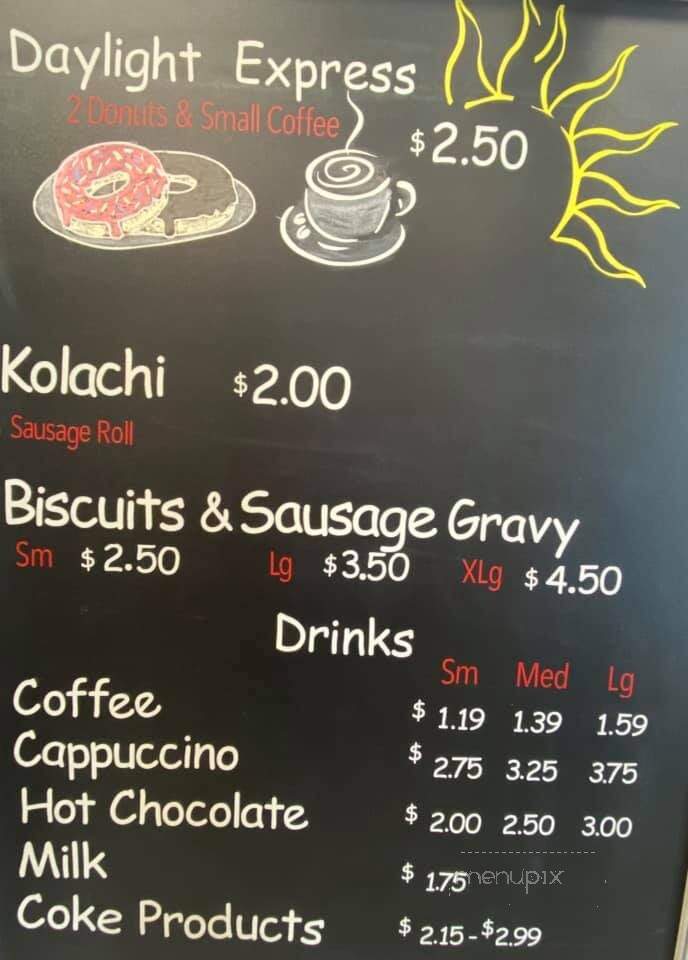 Daylight Express
2 Donuts & Small Coffee
$2.50
Kolachi $2.00
Sausage Roll
Biscuits & Sausage Gravy
Sm $2.50 Lg $3.50 XLg $4.50
Drinks
Sm Med Lg
Coffee $ 1.19 1.39 1.59
Cappuccino $ 2.75 3.25 3.75
Hot Chocolate $ 2.00 2.50 3.00
Milk $ 1.75
menupix
Coke Products $ 2.15-$2.99